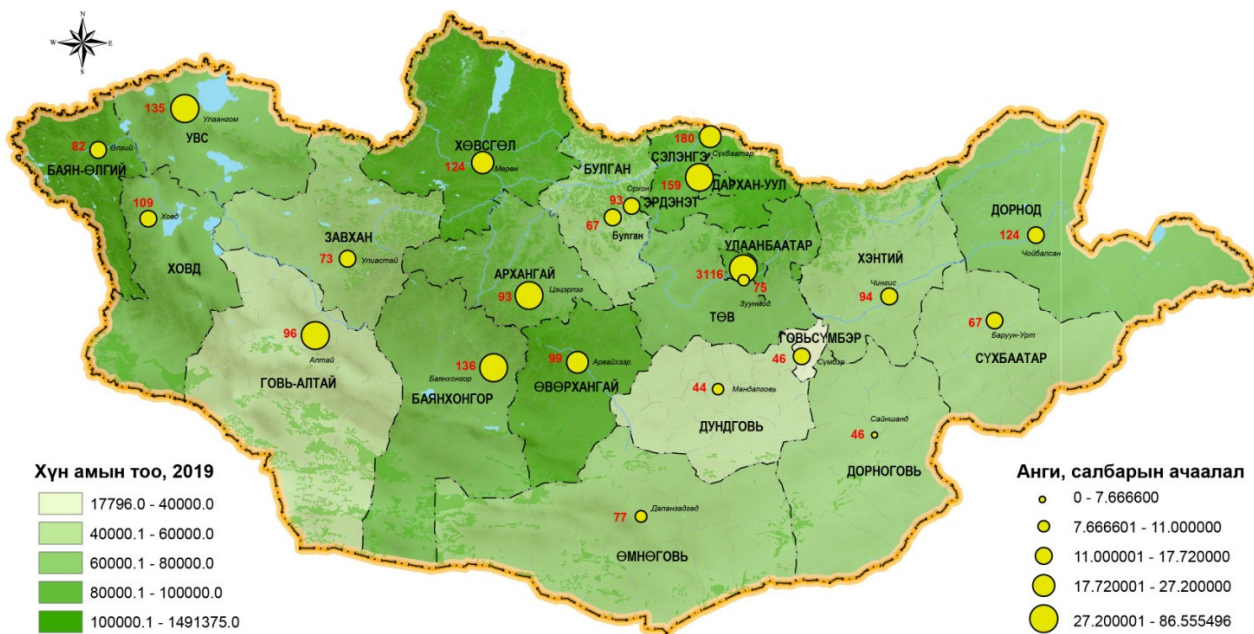 N
W E
S
135
Улаангом
УВС
82
Өлгий
БАЯН-ӨЛГИЙ
109
Ховд
ХОВД
ХӨВСГӨЛ
124
Мөрөн
БУЛГАН
Орхон
93
ЭРДЭНЭТ
67
Булган
180
Сүхбаатар
СЭЛЭНГЭ
159
ДАРХАН-УУЛ
ЗАВХАН
73
Улиастай
АРХАНГАЙ
93
Цэцэрлэг
УЛААНБААТАР
3116
75
Зуунмод
ТӨВ
ХЭНТИЙ
Чингис
94
ДОРНОД
124
Чойбалсан
67
Баруун-Урт
СҮХБААТАР
96
Алтай
ГОВЬ-АЛТАЙ
136
Баянхонгор
БАЯНХОНГОР
99
Арвайхээр
ӨВӨРХАНГАЙ
ГОВЬСҮМБЭР
46
Сүмбэр
44
Мандалговь
ДУНДГОВЬ
Сайншанд
46
ДОРНОГОВЬ
77
Даланзадгад
ӨМНӨГОВЬ
Хүн амын тоо, 2019
17796.0 - 40000.0
40000.1 - 60000.0
60000.1 - 80000.0
80000.1 - 100000.0
100000.1 - 1491375.0
Анги, салбарын ачаалал
0 - 7.666600
7.666601 - 11.000000
11.000001 - 17.720000
17.720001 - 27.200000
27.200001 - 86.555496